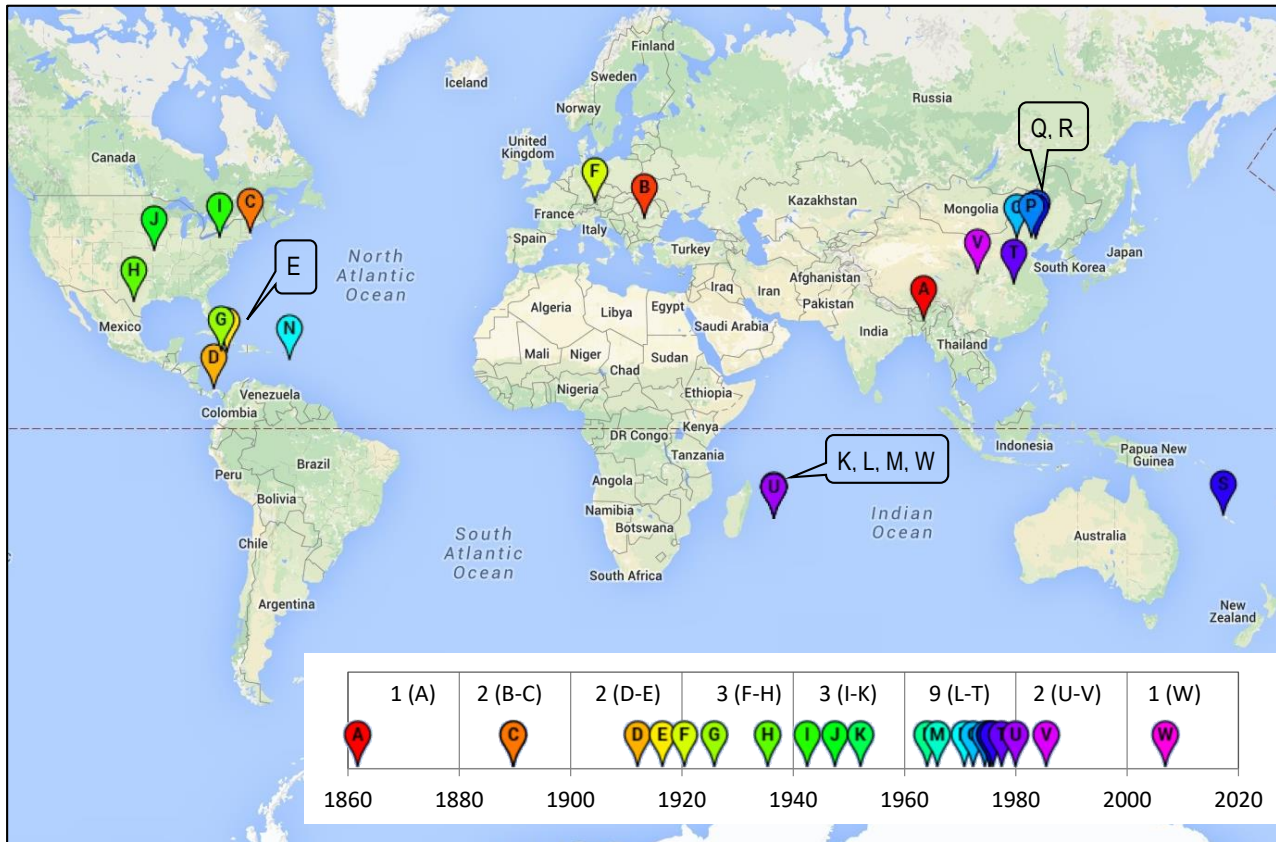 Finland
Iceland
Sweden
Russia
Norway
Q, R
United
Kingdom
Canada
F
B
I
C
J
France
Kazakhstan
Mongolia
P
Italy
Spain
Turkey
V
T
Japan
South Korea
North
Atlantic
Ocean
E
H
Afghanistan
Iraq
Iran
Pakistan
A
Algeria
Libya
Egypt
Saudi Arabia
India
Mexico
G
N
D
Thailand
Mali
Niger
Sudan
Chad
Nigeria
Ethiopia
Venezuela
Colombia
Kenya
DR Congo
Tanzania
Indonesia
Papua New
Guinea
K, L, M, W
Peru
Brazil
Angola
U
S
Bolivia
Namibia
Botswana
Indian
Ocean
Australia
Chile
South
Atlantic
Ocean
South Africa
Argentina
New
Zealand
1 (A) 2 (B-C) 2 (D-E) 3 (F-H) 3 (I-K) 9 (L-T) 2 (U-V) 1 (W)
A C D E F G H I J K M T U V W
1860 1880 1900 1920 1940 1960 1980 2000 2020